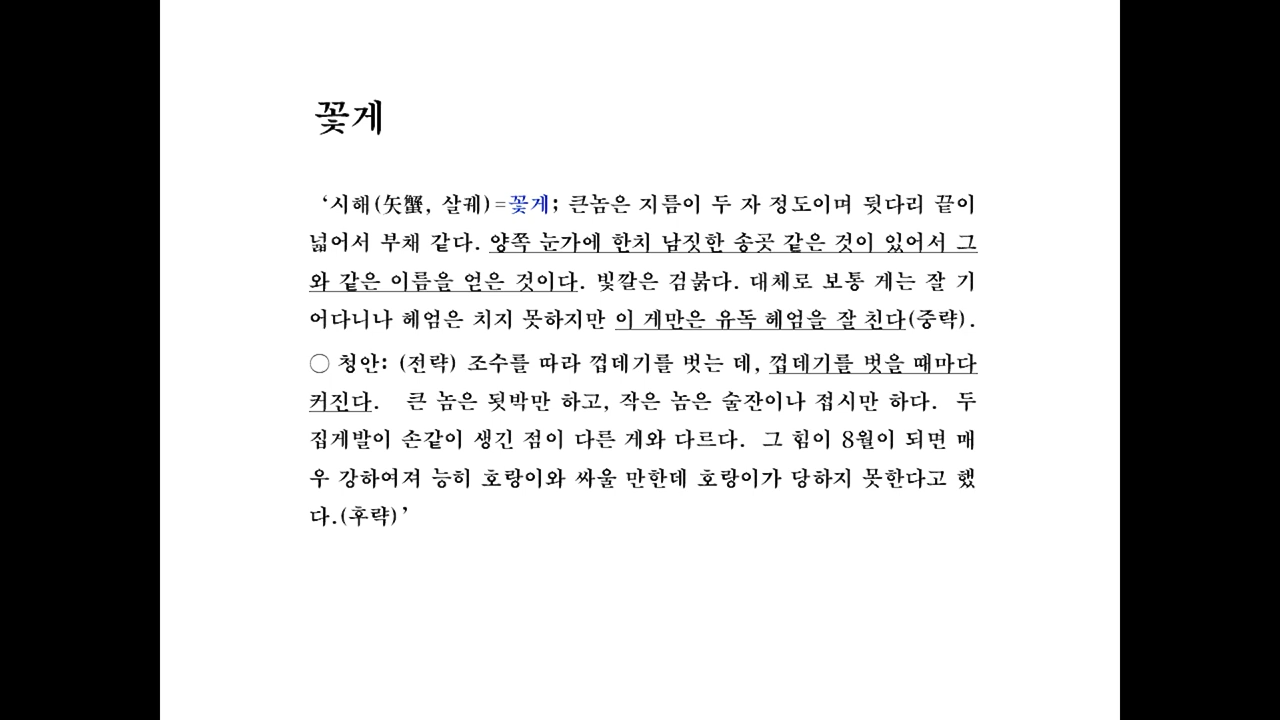 꽃게
‘시해(矢蟹, 살궤)=꽃게; 큰놈은 지름이 두 자 정도이며 뒷다리 끝이
넓어서 부채 같다. 양쪽 눈가에 한치 남짓한 송곳 같은 것이 있어서 그
와 같은 이름을 얻은 것이다. 빛깔은 검붉다. 대체로 보통 게는 잘 기
어다니나 헤엄은 치지 못하지만 이 게만은 유독 헤엄을 잘 친다(중략).
○ 청안: (전략) 조수를 따라 껍데기를 벗는 데, 껍데기를 벗을 때마다
커진다. 큰 놈은 됫박만 하고, 작은 놈은 술잔이나 접시만 하다. 두
집게발이 손같이 생긴 점이 다른 게와 다르다. 그 힘이 8월이 되면 매
우 강하여져 능히 호랑이와 싸울 만한데 호랑이가 당하지 못한다고 했
다.(후략)’